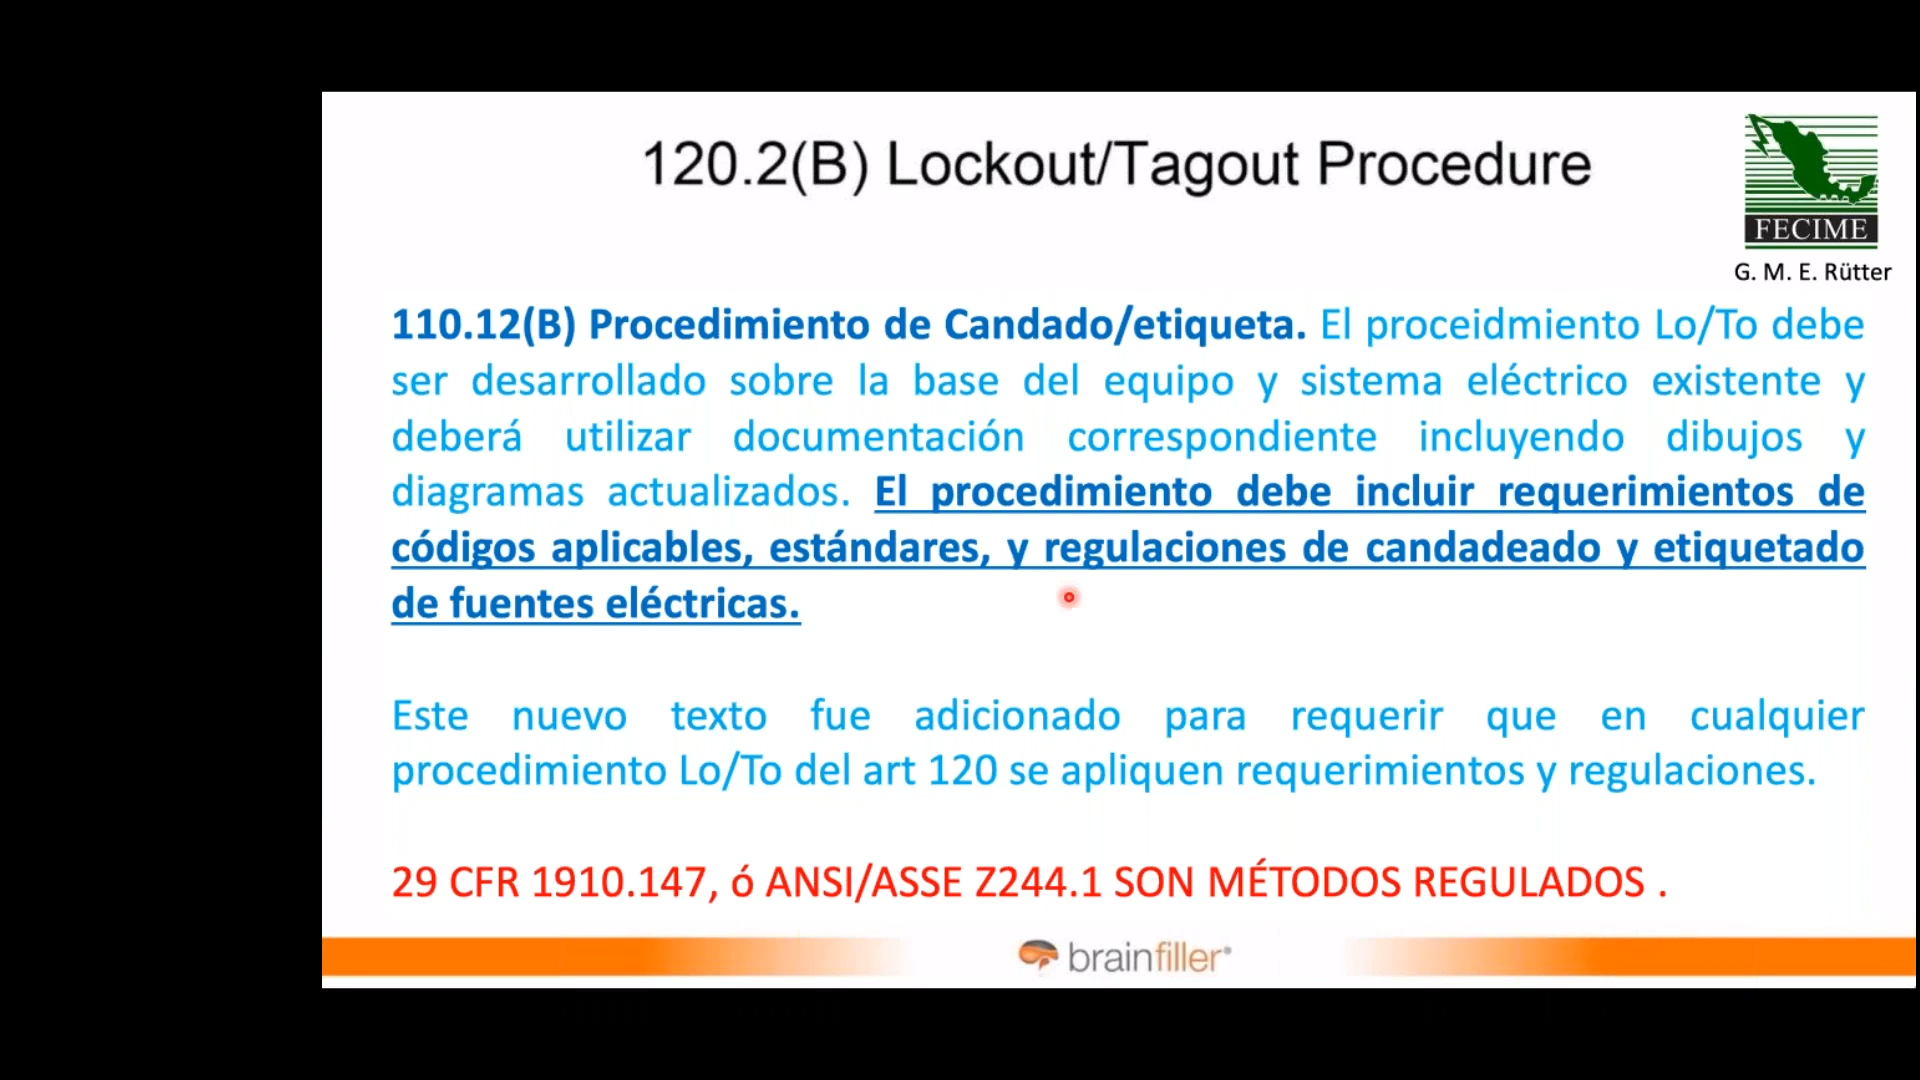 120.2(B) Lockout/Tagout Procedure
FECIME
G. M. E. Rütter
110.12(B) Procedimiento de Candado/etiqueta. El proceidmiento Lo/To debe
ser desarrollado sobre la base del equipo y sistema eléctrico existente y
deberá utilizar documentación correspondiente incluyendo dibujos y
diagramas actualizados. El procedimiento debe incluir requerimientos de
códigos aplicables, estándares, y regulaciones de candadeado y etiquetado
de fuentes eléctricas.
Este nuevo texto fue adicionado para requerir que en cualquier
procedimiento Lo/To del art 120 se apliquen requerimientos y regulaciones.
29 CFR 1910.147, ó ANSI/ASSE Z244.1 SON MÉTODOS REGULADOS .
brainfiller®